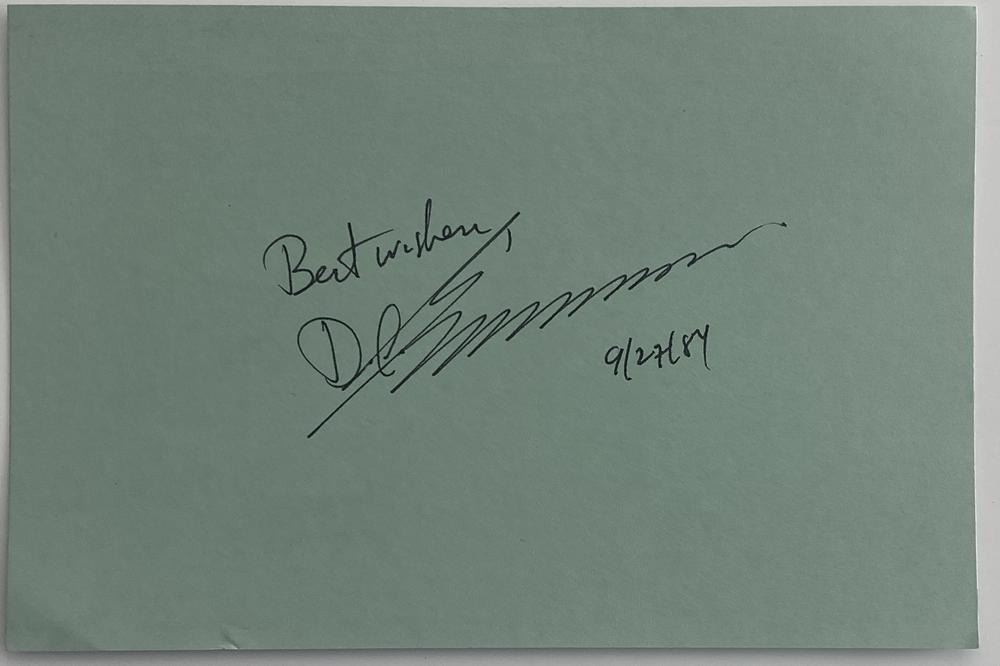 Best wishes,
D.C.
9/27/84